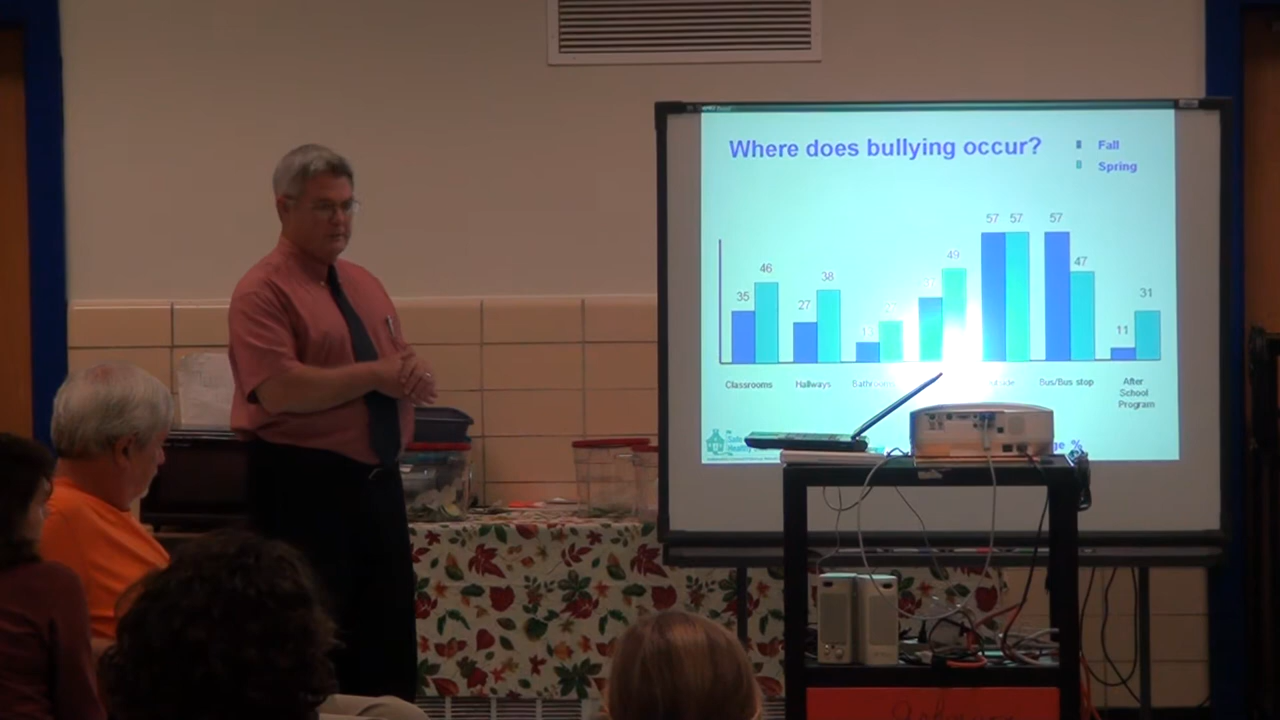 Where does bullying occur?
Fall
Spring
35 46 27 38 13 49 57 57 57 47 11 31
Classrooms Hallways Bus/Bus stop After School Program